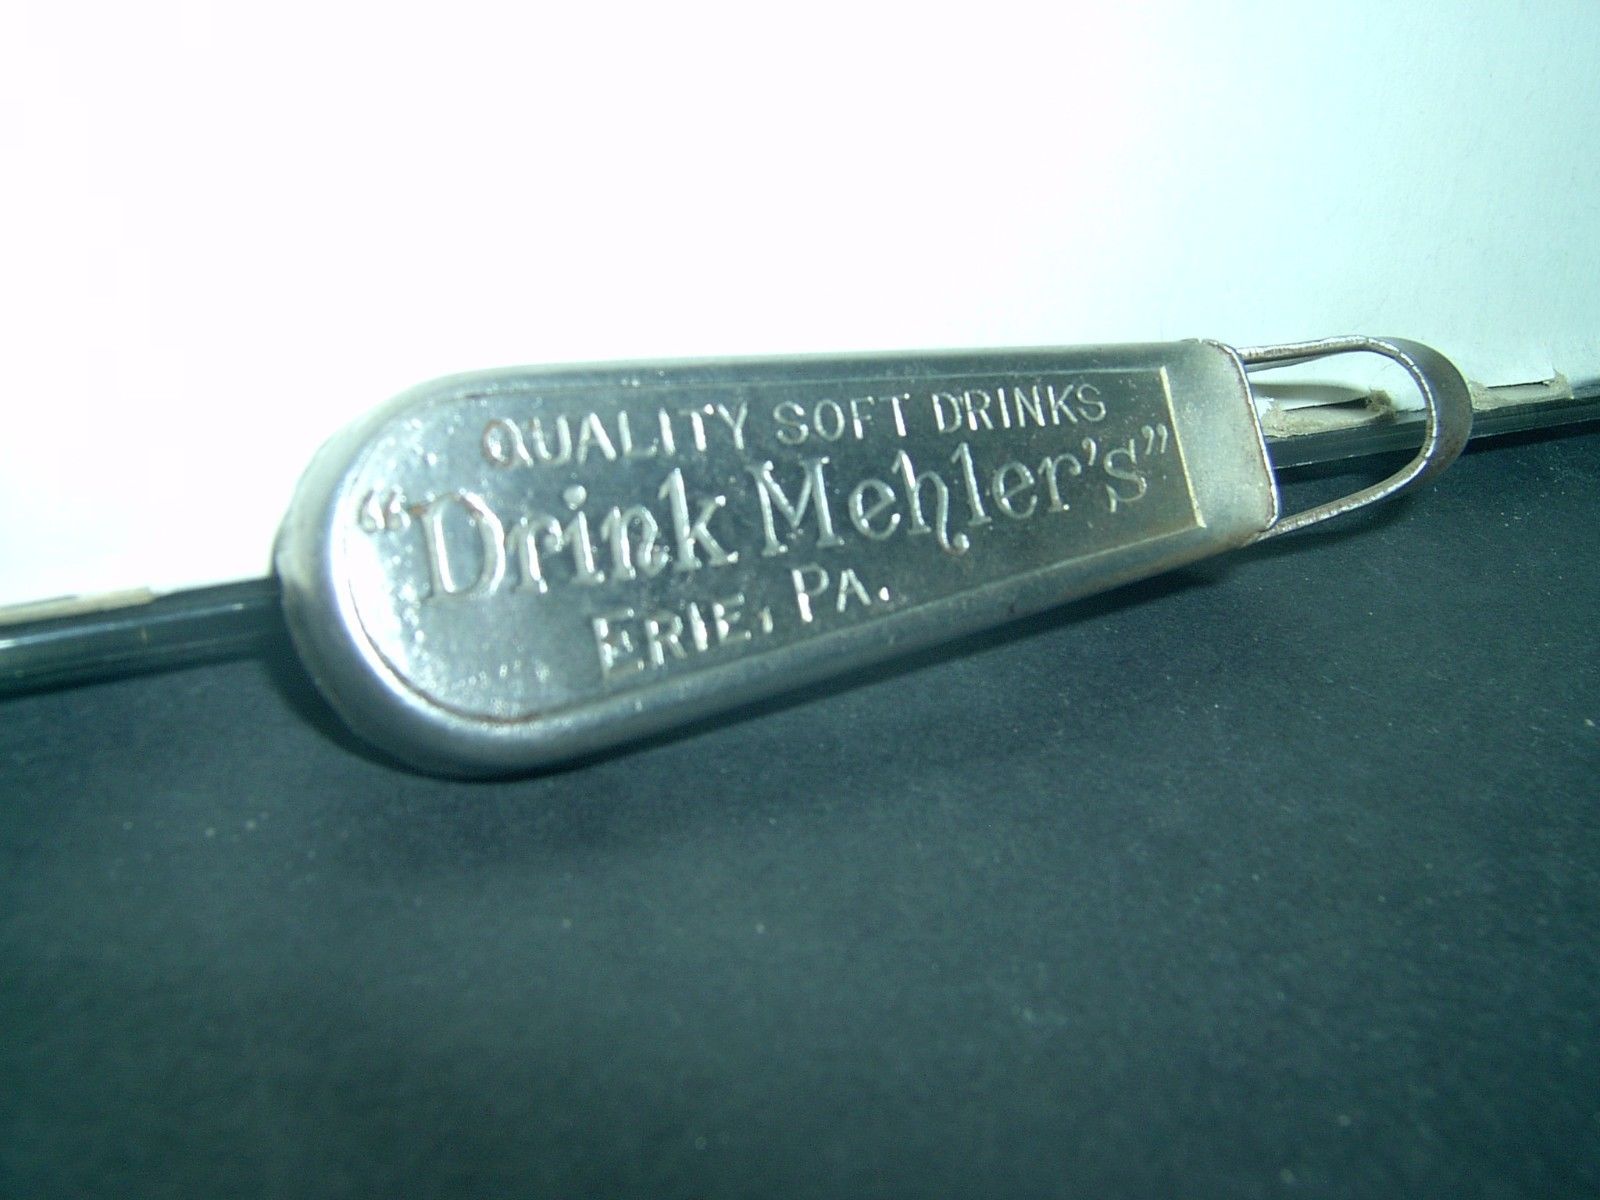 QUALITY SOFT DRINKS
"Drink Mehler's"
ERIE, PA.